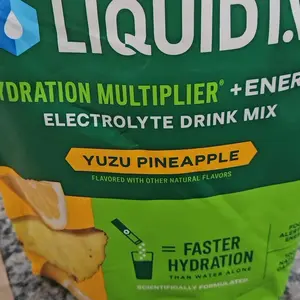 LIQUID I.V
YDRATION MULTIPLIER® + ENER
ELECTROLYTE DRINK MIX
YUZU PINEAPPLE
FLAVORED WITH OTHER NATURAL FLAVORS
= FASTER
HYDRATION
THAN WATER ALONE
SCIENTIFICALLY FORMULATED